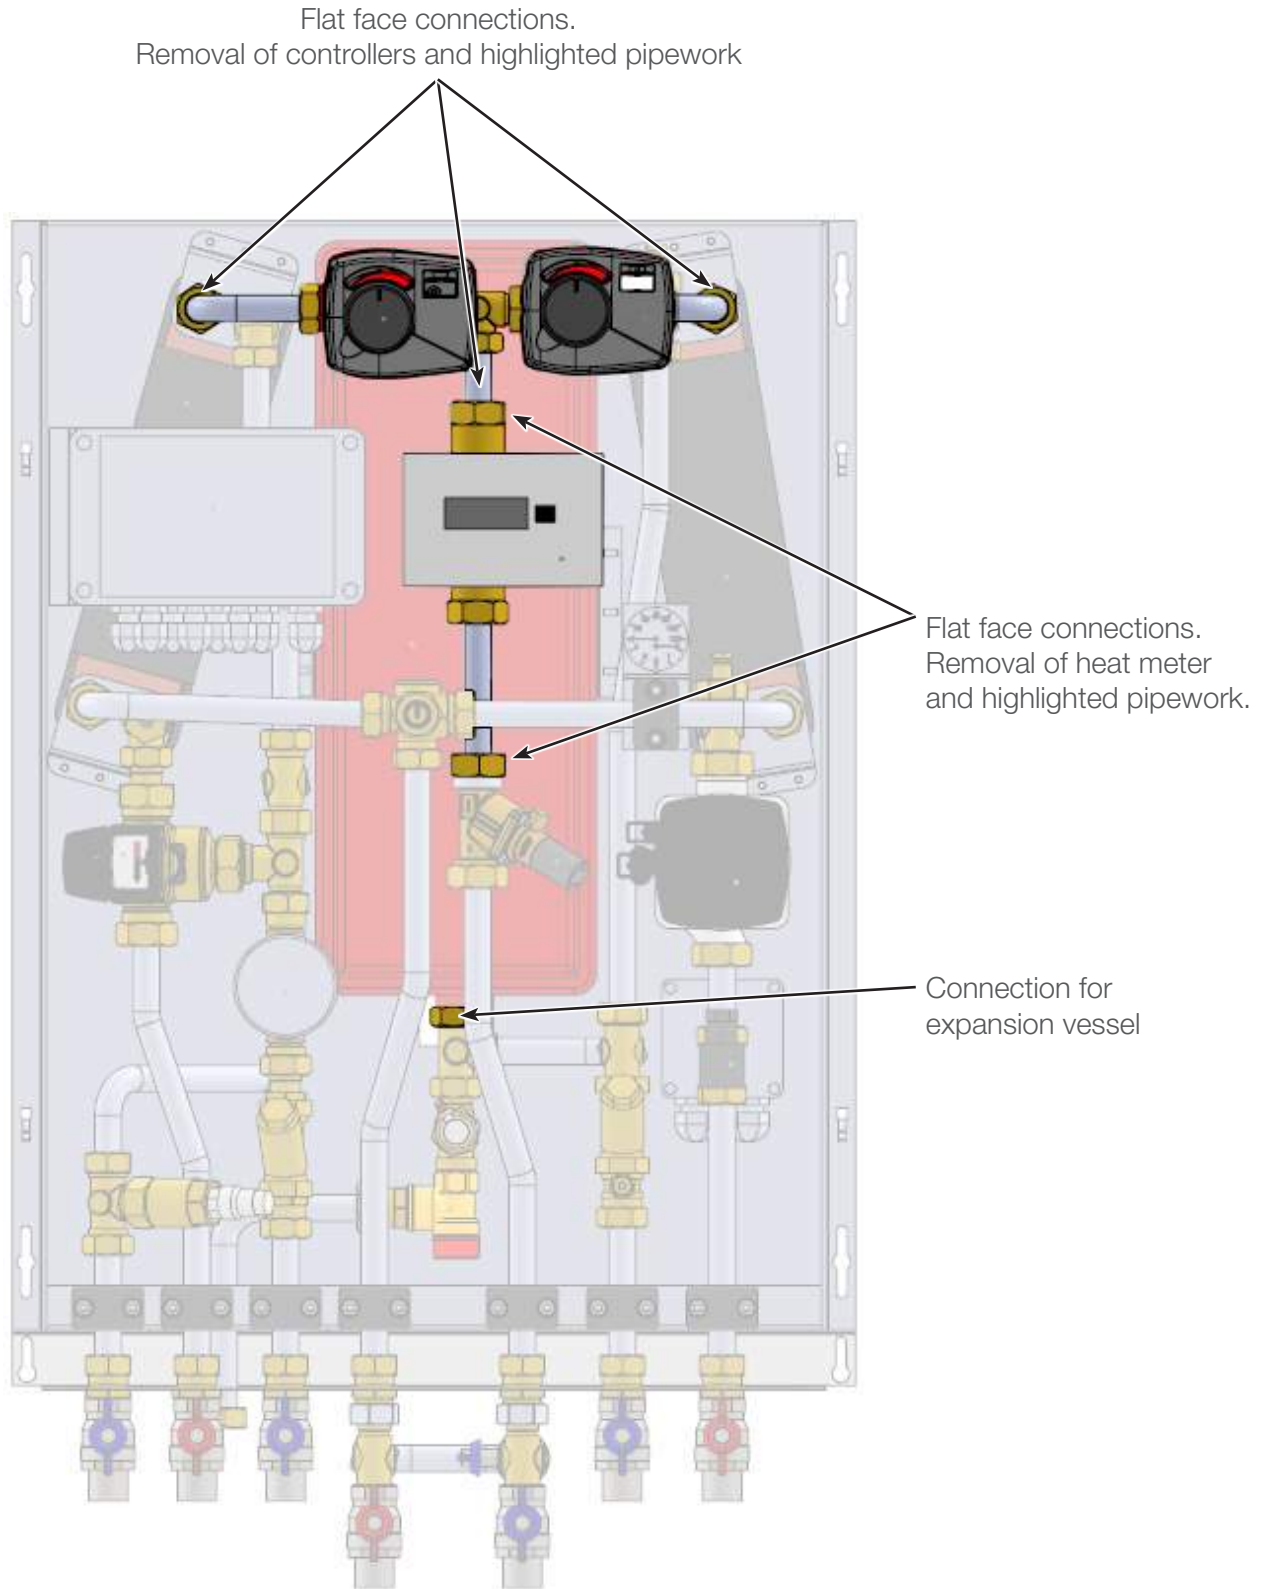 Flat face connections.
Removal of controllers and highlighted pipework
Flat face connections.
Removal of heat meter
and highlighted pipework.
Connection for
expansion vessel